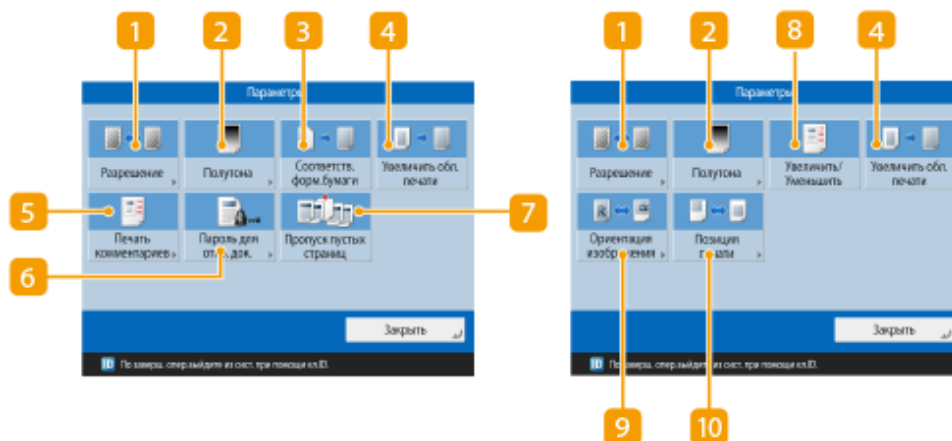 1 2 3 4
Параметры
Разрешение Полутона Соответств. форм.бумаги Увеличить обл. печати
5 Печать комментариев Пароль для док. Пропуск пустых страниц 7
6
Закрыть
ID По заверш. опер.выйдите из сист. при помощи кл.ID.
1 2 8 4
Параметры
Разрешение Полутона Увеличить/ Уменьшить Увеличить обл. печати
Ориентация изображения Позиция печати
Закрыть
ID По заверш. опер.выйдите из сист. при помощи кл.ID.
9 10